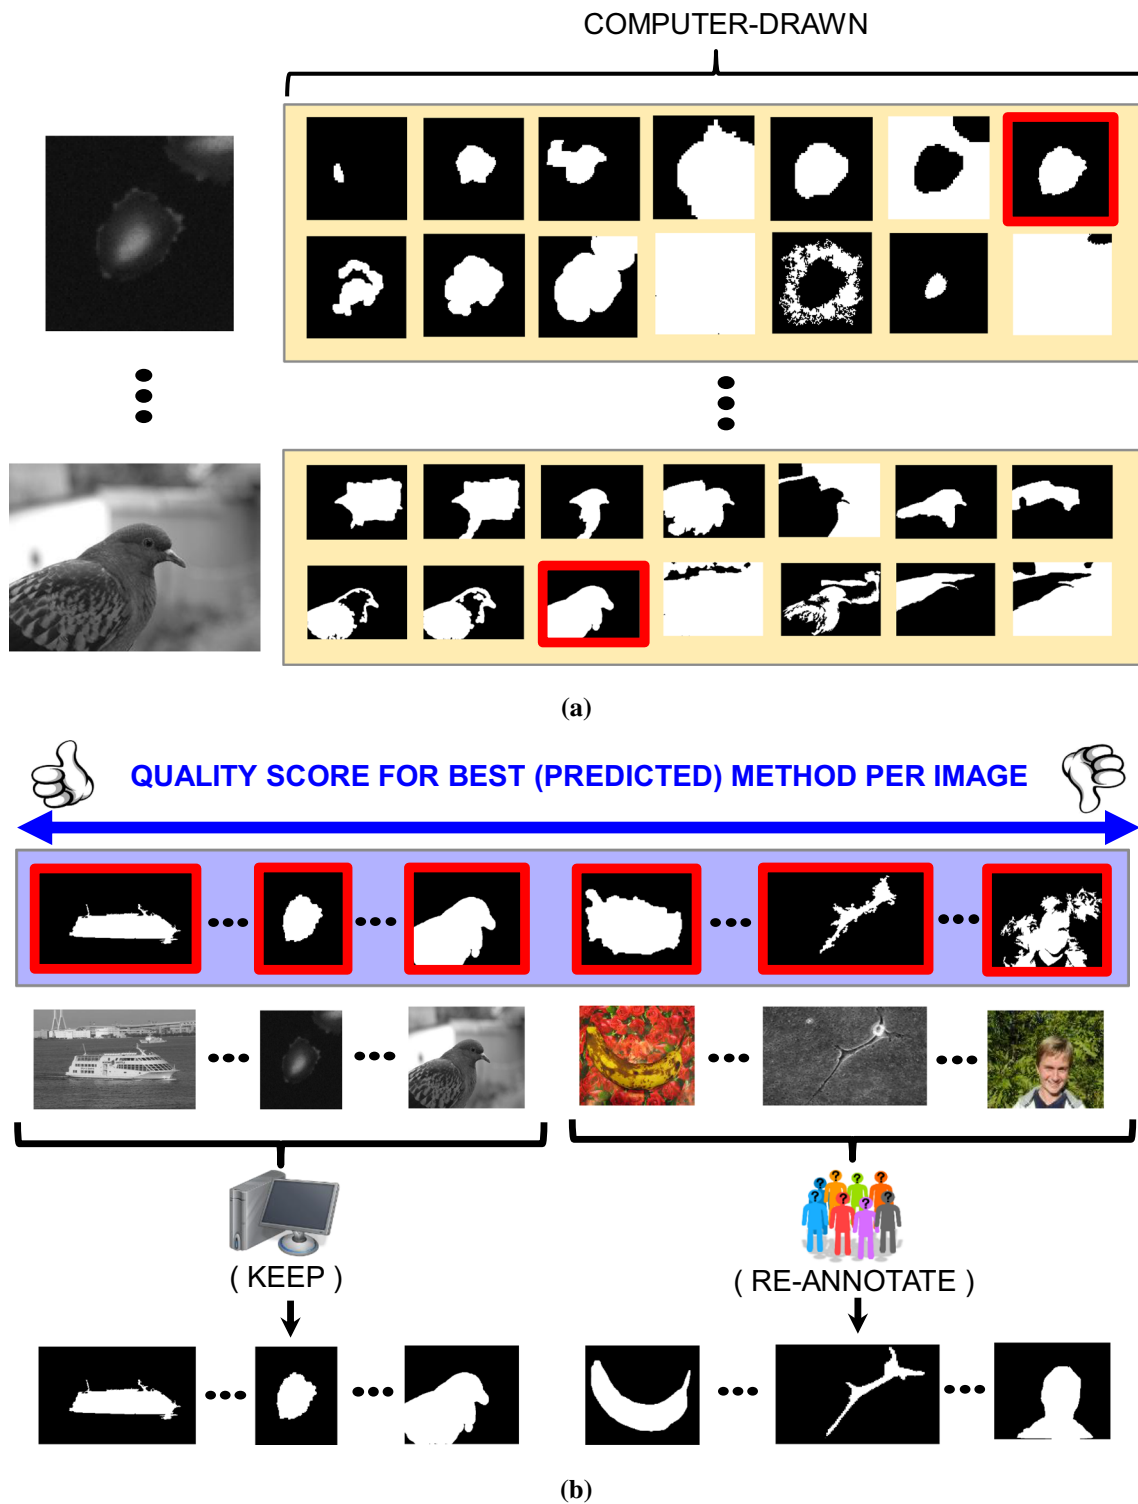 COMPUTER-DRAWN
(a)
QUALITY SCORE FOR BEST (PREDICTED) METHOD PER IMAGE
( KEEP )
( RE-ANNOTATE )
(b)